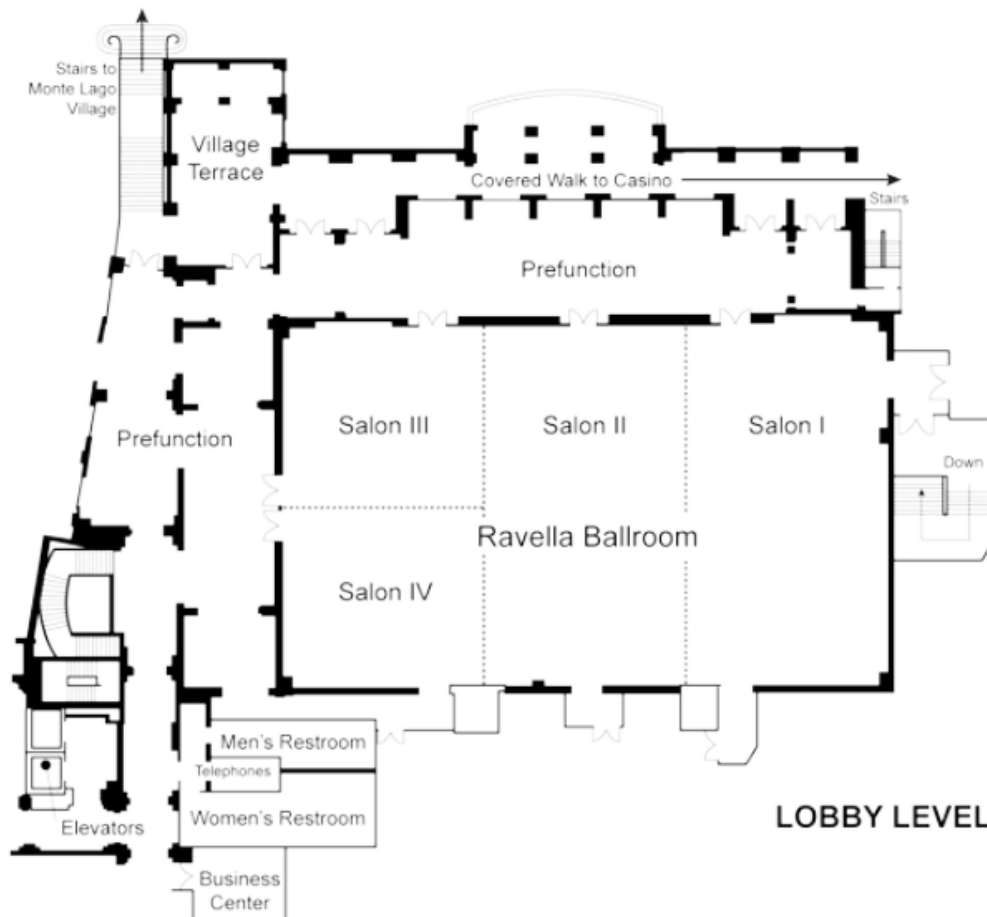 Stairs to
Monte Lago
Village
Village
Terrace
Covered Walk to Casino
Stairs
Prefunction
Salon III
Salon II
Salon I
Prefunction
Down
Ravella Ballroom
Salon IV
Men's Restroom
Telephones
Women's Restroom
Elevators
LOBBY LEVEL
Business
Center